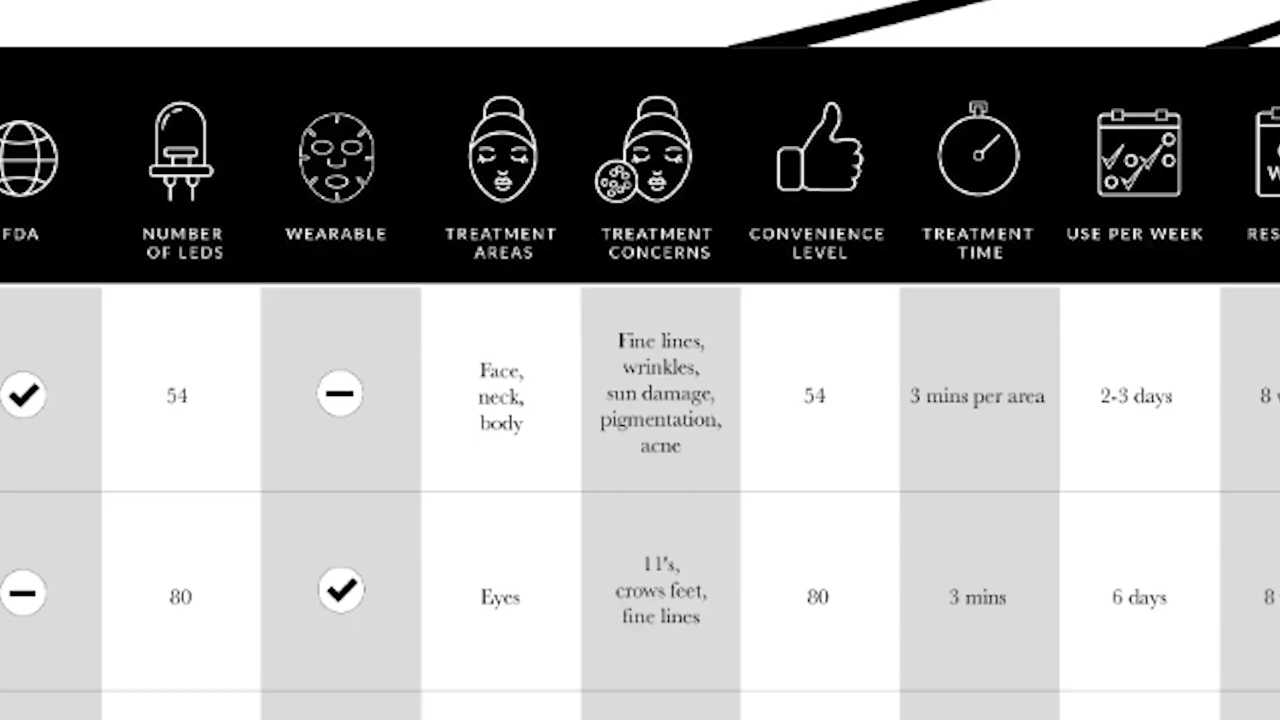 FDA
NUMBER
OF LEDS
WEARABLE
TREATMENT
AREAS
TREATMENT
CONCERNS
CONVENIENCE
LEVEL
TREATMENT
TIME
USE PER WEEK
54
Face,
neck,
body
Fine lines,
wrinkles,
sun damage,
pigmentation,
acne
54
3 mins per area
2-3 days
8
80
Eyes
11's,
crows feet,
fine lines
80
3 mins
6 days
8